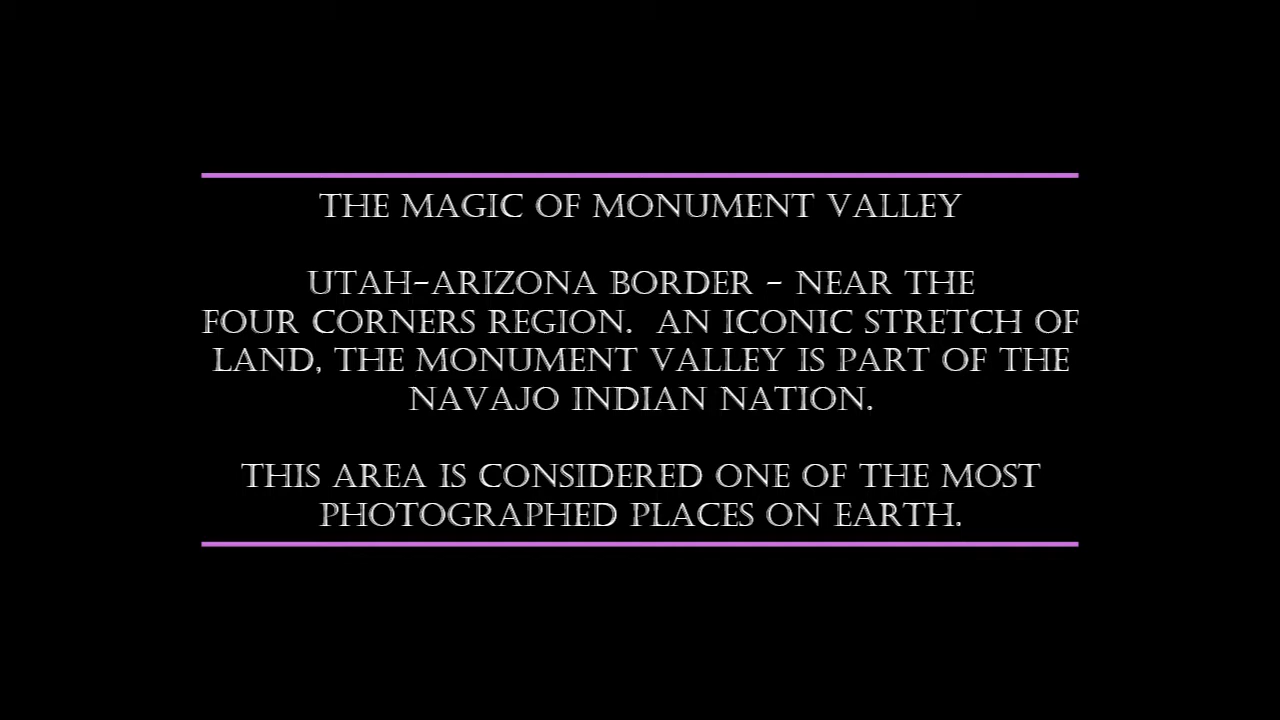 THE MAGIC OF MONUMENT VALLEY
UTAH-ARIZONA BORDER - NEAR THE
FOUR CORNERS REGION.  AN ICONIC STRETCH OF
LAND, THE MONUMENT VALLEY IS PART OF THE
NAVAJO INDIAN NATION.
THIS AREA IS CONSIDERED ONE OF THE MOST
PHOTOGRAPHED PLACES ON EARTH.